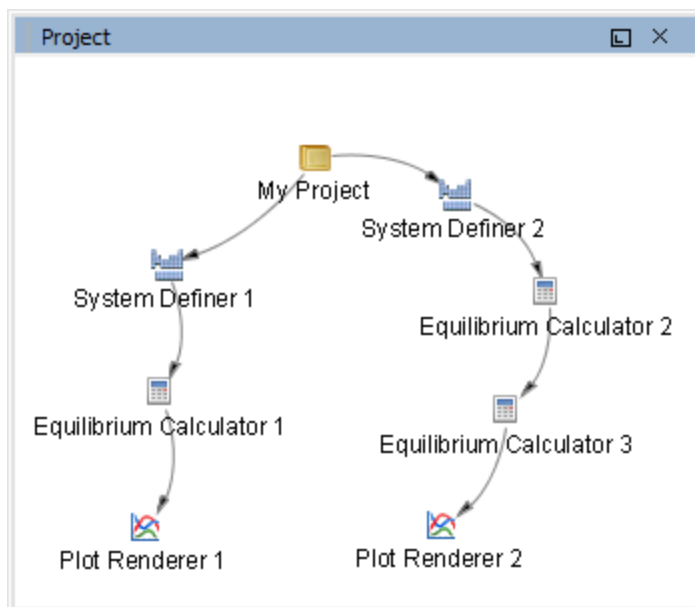 Project
My Project
System Definer 2
System Definer 1
Equilibrium Calculator 2
Equilibrium Calculator 1
Equilibrium Calculator 3
Plot Renderer 1
Plot Renderer 2